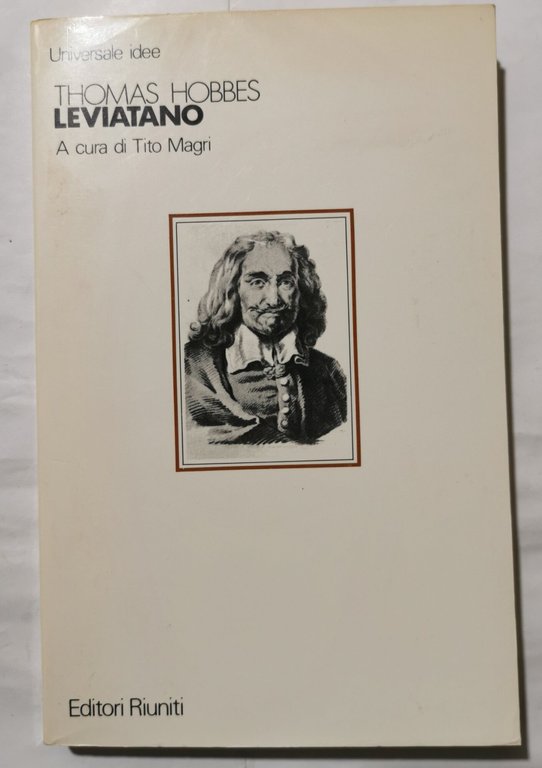 Universale idee
THOMAS HOBBES
LEVIATANO
A cura di Tito Magri
Editori Riuniti